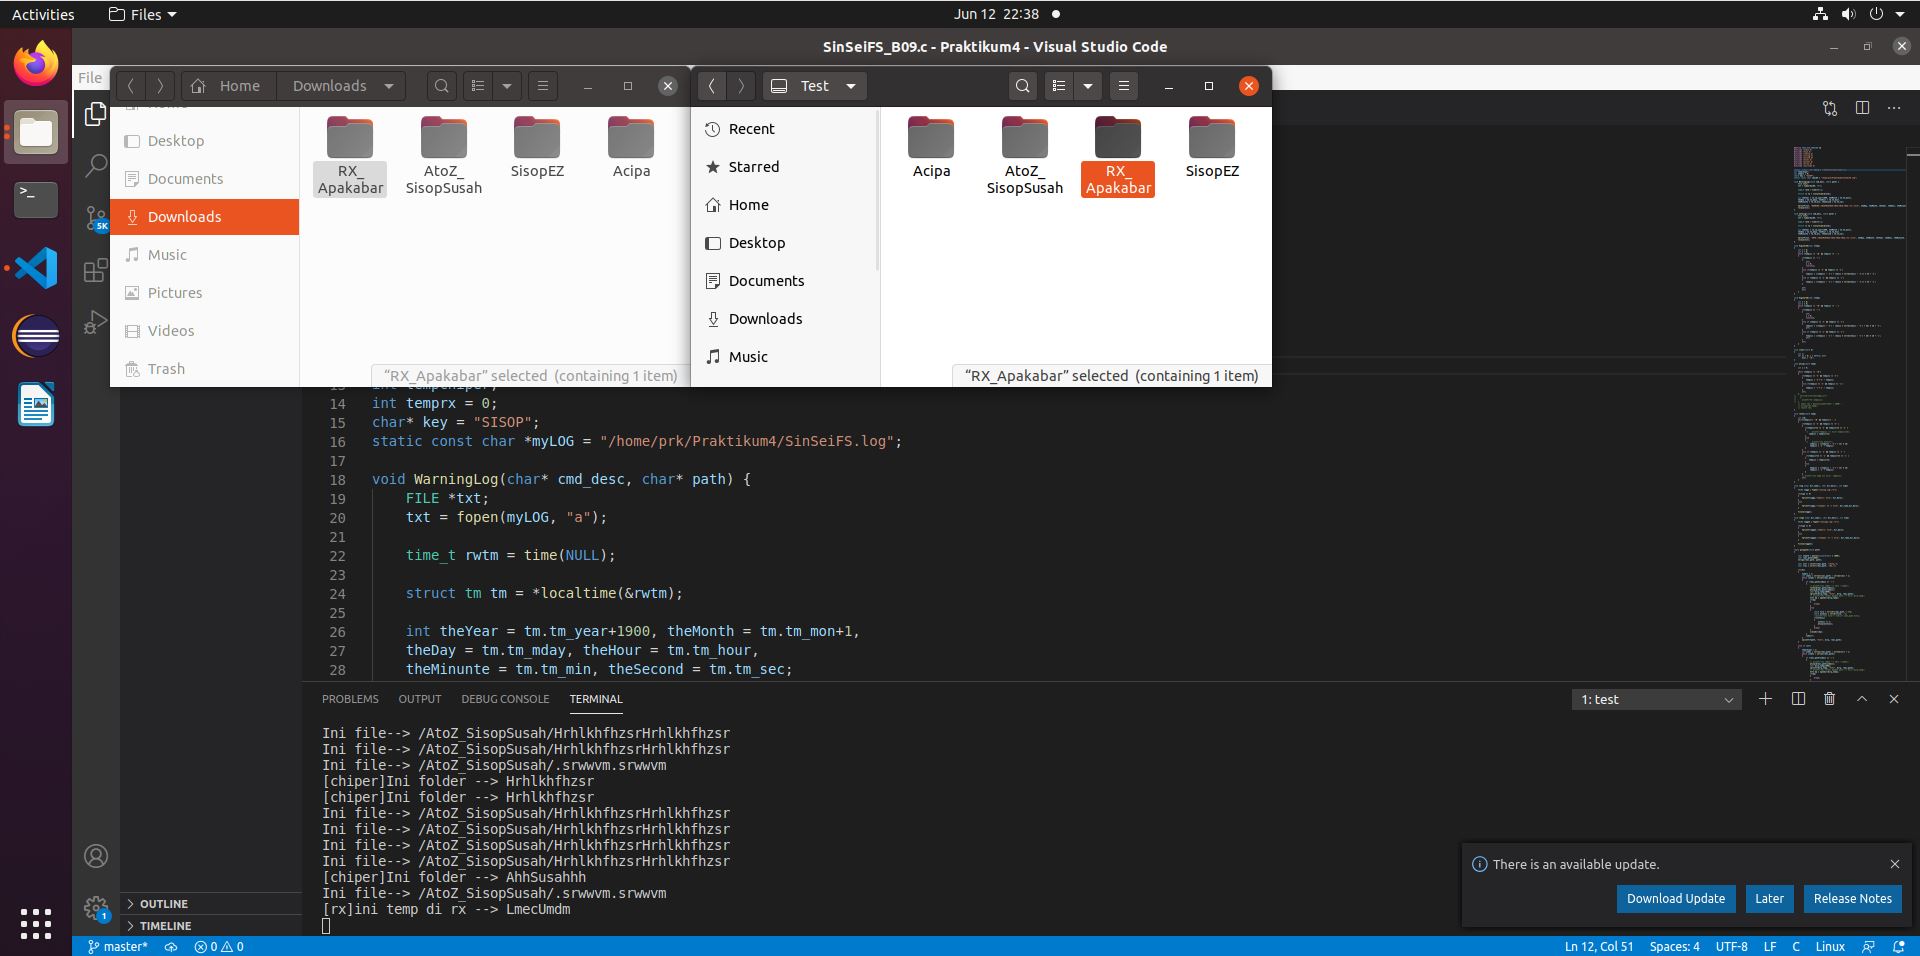 Activities
Files
Jun 12 22:38
SinSeiFS_B09.c - Praktikum4 - Visual Studio Code
File
Home
Downloads
Desktop
Documents
Downloads
Music
Pictures
Videos
Trash
RX_
Apakabar
AtoZ_
SisopSusah
SisopEZ
Acipa
"RX_Apakabar" selected (containing 1 item)
Test
Recent
Starred
Home
Desktop
Documents
Downloads
Music
Acipa
AtoZ_
SisopSusah
RX_
Apakabar
SisopEZ
"RX_Apakabar" selected (containing 1 item)
5K
14 int temprx = 0;
15 char* key = "SISOP";
16 static const char *myLOG = "/home/prk/Praktikum4/SinSeiFS.log";
17
18 void WarningLog(char* cmd_desc, char* path) {
19 FILE *txt;
20 txt = fopen(myLOG, "a");
21
22 time_t rwtm = time(NULL);
23
24 struct tm tm = *localtime(&rwtm);
25
26 int theYear = tm.tm_year+1900, theMonth = tm.tm_mon+1,
27 theDay = tm.tm_mday, theHour = tm.tm_hour,
28 theMinunte = tm.tm_min, theSecond = tm.tm_sec;
PROBLEMS OUTPUT DEBUG CONSOLE TERMINAL
1: test
Ini file--> /AtoZ_SisopSusah/HrhlkhfhzsrHrhlkhfhzsr
Ini file--> /AtoZ_SisopSusah/HrhlkhfhzsrHrhlkhfhzsr
Ini file--> /AtoZ_SisopSusah/.srwwvm.srwwvm
[chiper]Ini folder --> Hrhlkhfhzsr
[chiper]Ini folder --> Hrhlkhfhzsr
Ini file--> /AtoZ_SisopSusah/HrhlkhfhzsrHrhlkhfhzsr
Ini file--> /AtoZ_SisopSusah/HrhlkhfhzsrHrhlkhfhzsr
Ini file--> /AtoZ_SisopSusah/HrhlkhfhzsrHrhlkhfhzsr
Ini file--> /AtoZ_SisopSusah/HrhlkhfhzsrHrhlkhfhzsr
[chiper]Ini folder --> AhhSusahhh
Ini file--> /AtoZ_SisopSusah/.srwwvm.srwwvm
[rx]ini temp di rx --> LmecUmdm
There is an available update.
Download Update
Later
Release Notes
1
OUTLINE
TIMELINE
master*
0 0
Ln 12, Col 51
Spaces: 4
UTF-8
LF
C
Linux